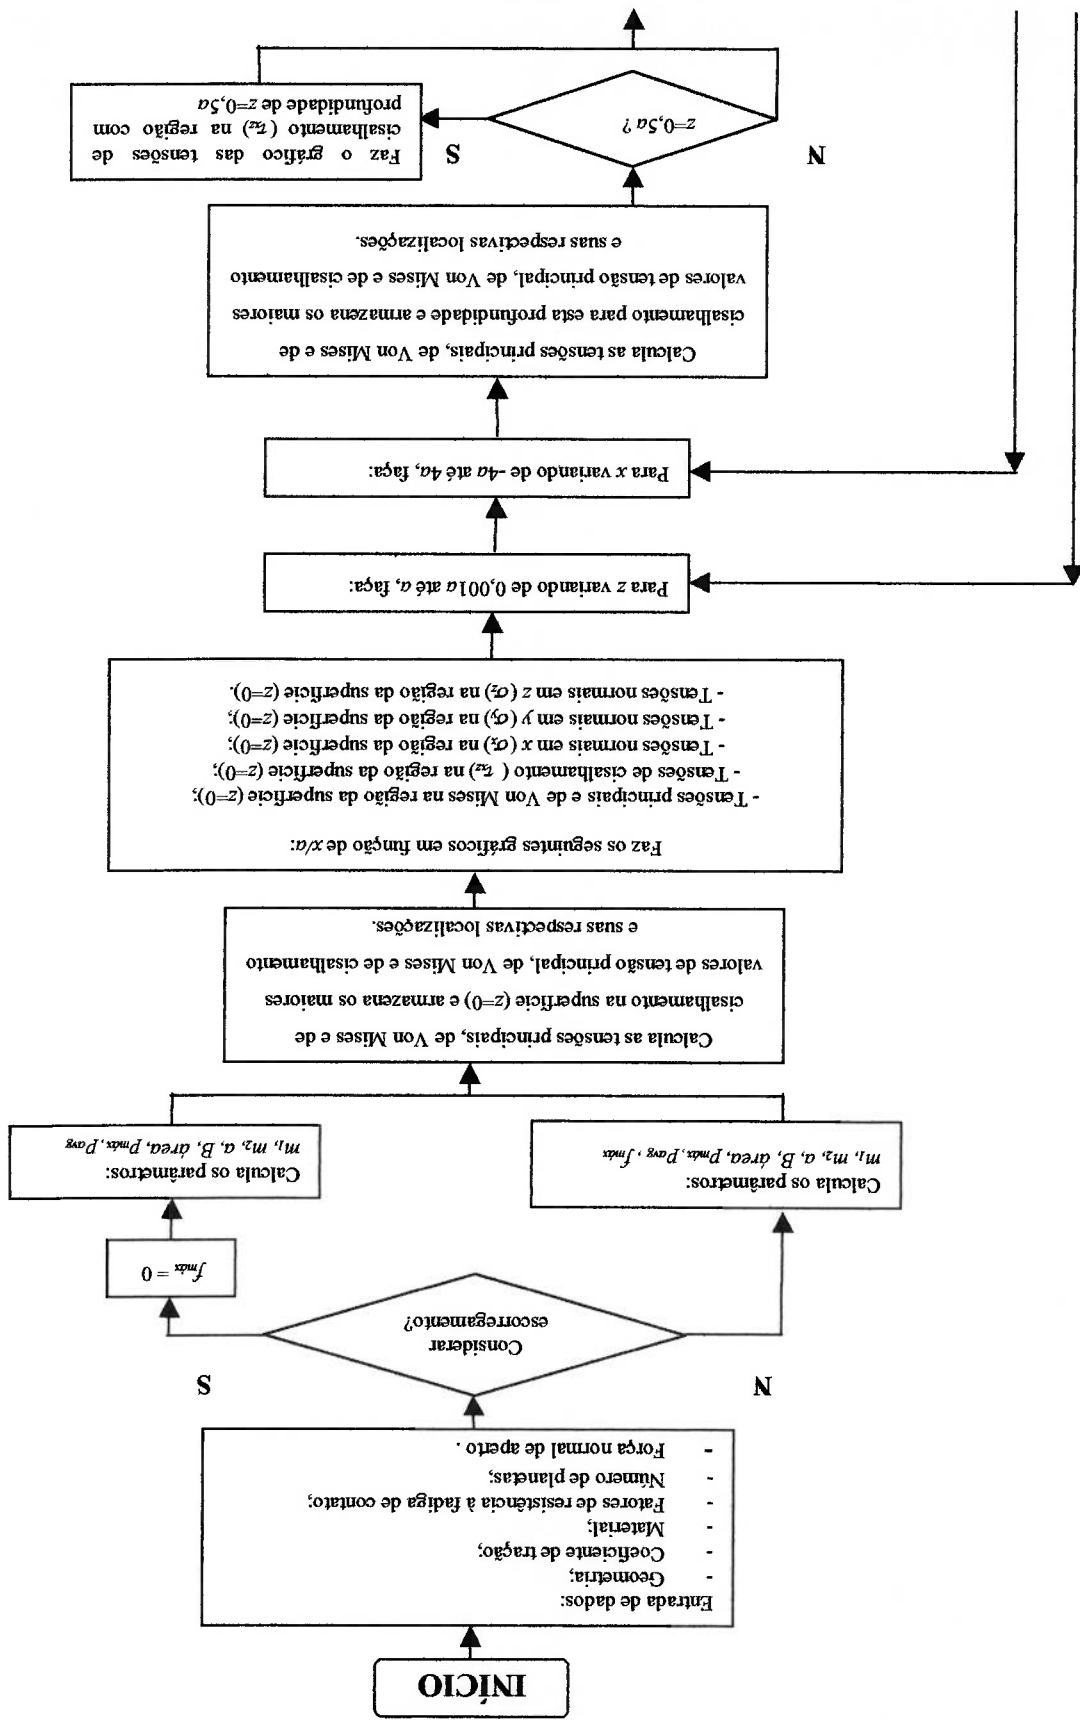 INÍCIO
Entrada de dados:
- Geometria;
- Coeficiente de tração;
- Material;
- Fatores de resistência à fadiga de contato;
- Número de planetas;
- Força normal de aperto .
N
S
Considerar
escorregamento?
f máx = 0
Calcula os parâmetros:
m1, m2, a, B, área, pmáx, pavg , fmáx
Calcula os parâmetros:
m1, m2, a, B, área, pmáx, pavg
Calcula as tensões principais, de Von Mises e de
cisalhamento na superfície (z=0) e armazena os maiores
valores de tensão principal, de Von Mises e de cisalhamento
e suas respectivas localizações.
Faz os seguintes gráficos em função de x/a:
- Tensões principais e de Von Mises na região da superfície (z=0);
- Tensões de cisalhamento ( τxz) na região da superfície (z=0);
- Tensões normais em x (σx) na região da superfície (z=0);
- Tensões normais em y (σy) na região da superfície (z=0);
- Tensões normais em z (σz) na região da superfície (z=0).
Para z variando de 0,001a até a, faça:
Para x variando de -4a até 4a, faça:
Calcula as tensões principais, de Von Mises e de
cisalhamento para esta profundidade e armazena os maiores
valores de tensão principal, de Von Mises e de cisalhamento
e suas respectivas localizações.
N
z=0,5a ?
S
Faz o gráfico das tensões de
cisalhamento ( τxz) na região com
profundidade de z=0,5a